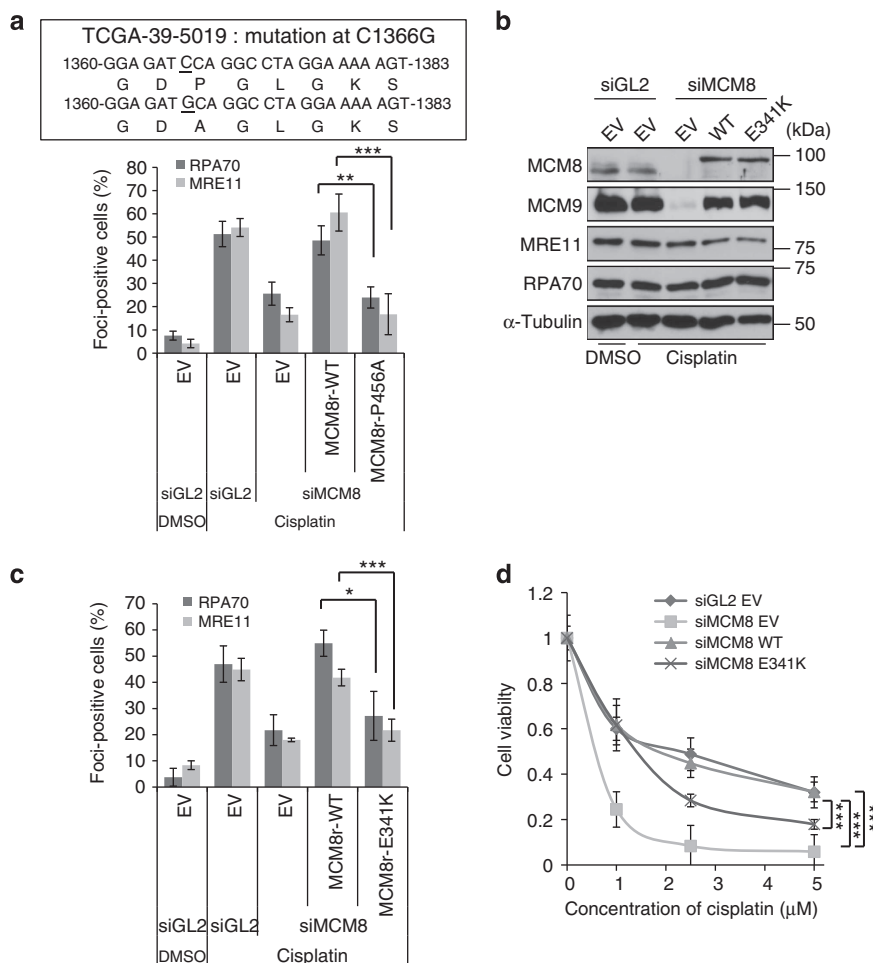 a
TCGA-39-5019 : mutation at C1366G
1360-GGA GAT CCA GGC CTA GGA AAA AGT-1383
G D P G L G K S
1360-GGA GAT GCA GGC CTA GGA AAA AGT-1383
G D A G L G K S
Foci-positive cells (%)
80
70
60
50
40
30
20
10
0
RPA70
MRE11
**
***
EV
EV
EV
MCM8r-WT
MCM8r-P456A
siGL2
siGL2
siMCM8
DMSO
Cisplatin
b
siGL2
siMCM8
EV
EV
EV
WT
E341K
(kDa)
MCM8
100
MCM9
150
MRE11
75
RPA70
75
α-Tubulin
50
DMSO
Cisplatin
c
Foci-positive cells (%)
70
60
50
40
30
20
10
0
RPA70
MRE11
*
***
EV
EV
EV
MCM8r-WT
MCM8r-E341K
siGL2
siGL2
siMCM8
DMSO
Cisplatin
d
Cell viabilty
1.2
1
0.8
0.6
0.4
0.2
0
siGL2 EV
siMCM8 EV
siMCM8 WT
siMCM8 E341K
***
***
***
0 1 2 3 4 5
Concentration of cisplatin (μM)